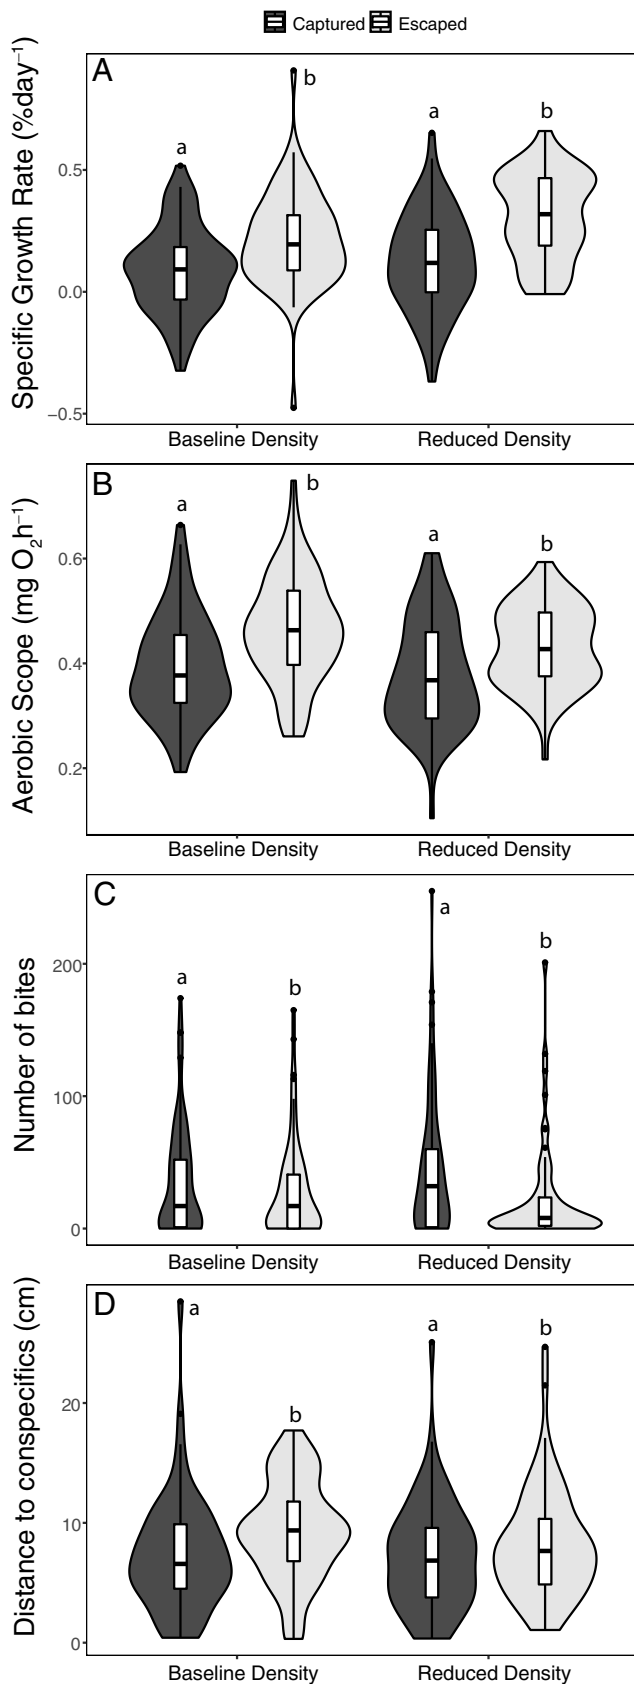 Captured Escaped
A
Specific Growth Rate (%day⁻¹)
a b a b
0.5
0.0
−0.5
Baseline Density Reduced Density
B
Aerobic Scope (mg O₂h⁻¹)
a b a b
0.6
0.4
0.2
Baseline Density Reduced Density
C
Number of bites
a b a b
200
100
0
Baseline Density Reduced Density
D
Distance to conspecifics (cm)
a b a b
20
10
0
Baseline Density Reduced Density